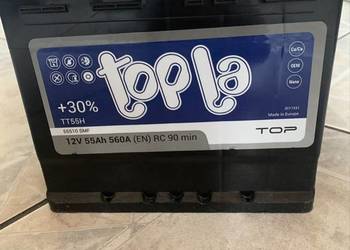 topla
Ca/Ca
OEM
Nano
+30%
TT55H
Made in Europe
55510 SMF
TOP
12V 55Ah 560A (EN) RC 90 min